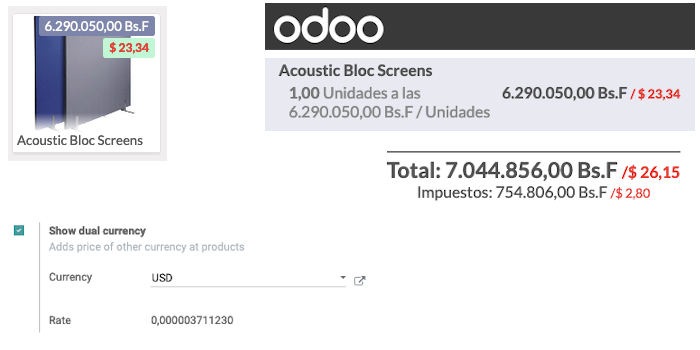 6.290.050,00 Bs.F
$ 23,34
Acoustic Bloc Screens
odoo
Acoustic Bloc Screens
1,00 Unidades a las 6.290.050,00 Bs.F / $ 23,34
6.290.050,00 Bs.F / Unidades
Total: 7.044.856,00 Bs.F /$ 26,15
Impuestos: 754.806,00 Bs.F /$ 2,80
Show dual currency
Adds price of other currency at products
Currency USD
Rate 0,000003711230